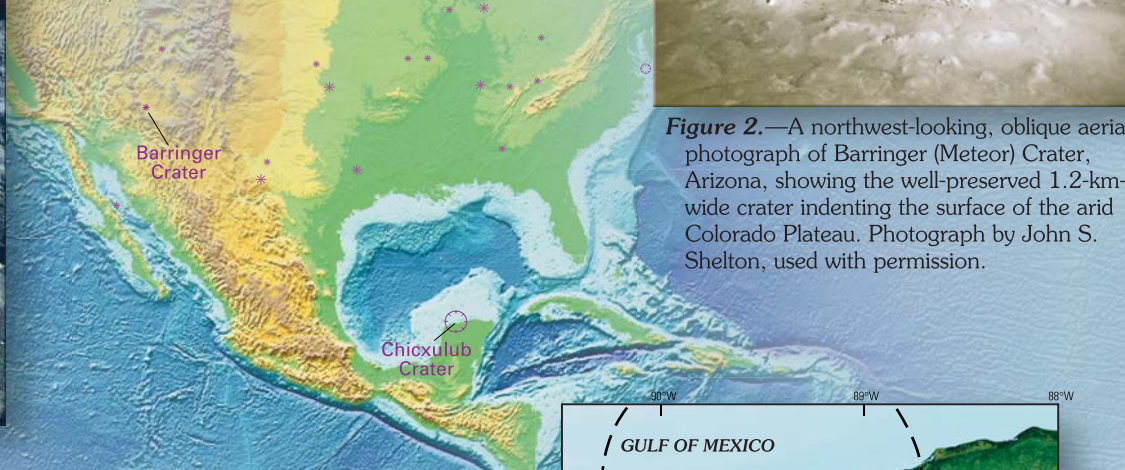 Barringer
Crater
Chicxulub
Crater
Figure 2.—A northwest-looking, oblique aeria
photograph of Barringer (Meteor) Crater,
Arizona, showing the well-preserved 1.2-km-
wide crater indenting the surface of the arid
Colorado Plateau. Photograph by John S.
Shelton, used with permission.
90°W
89°W
88°W
GULF OF MEXICO